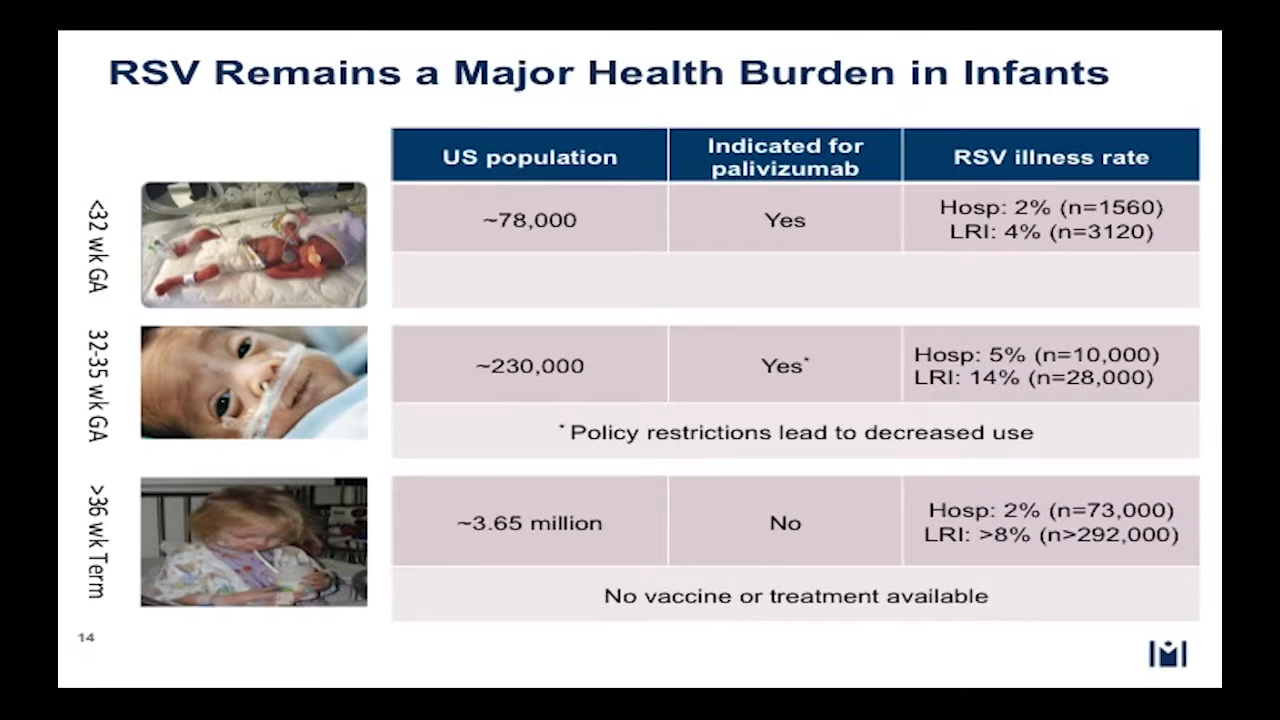 RSV Remains a Major Health Burden in Infants
US population
Indicated for
palivizumab
RSV illness rate
<32 wk GA
~78,000
Yes
Hosp: 2% (n=1560)
LRI: 4% (n=3120)
32-35 wk GA
~230,000
Yes*
Hosp: 5% (n=10,000)
LRI: 14% (n=28,000)
* Policy restrictions lead to decreased use
>36 wk Term
~3.65 million
No
Hosp: 2% (n=73,000)
LRI: >8% (n>292,000)
No vaccine or treatment available
14